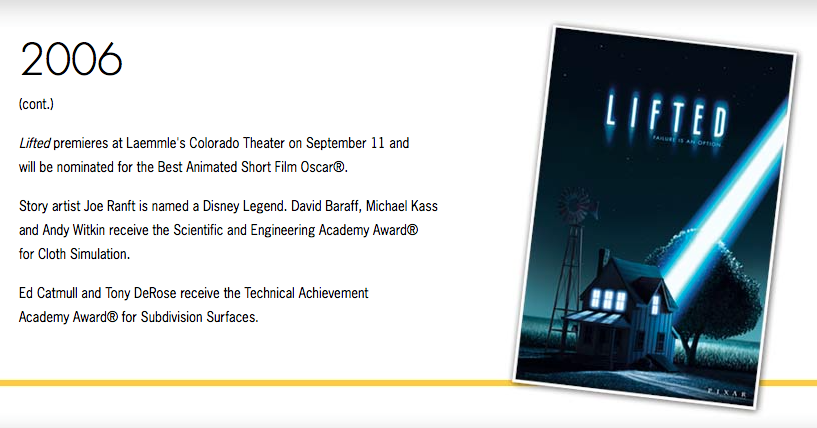 2006
(cont.)
Lifted premieres at Laemmle's Colorado Theater on September 11 and
will be nominated for the Best Animated Short Film Oscar®.
Story artist Joe Ranft is named a Disney Legend. David Baraff, Michael Kass
and Andy Witkin receive the Scientific and Engineering Academy Award®
for Cloth Simulation.
Ed Catmull and Tony DeRose receive the Technical Achievement
Academy Award® for Subdivision Surfaces.
LIFTED
FAILURE IS AN OPTION.
PIXAR